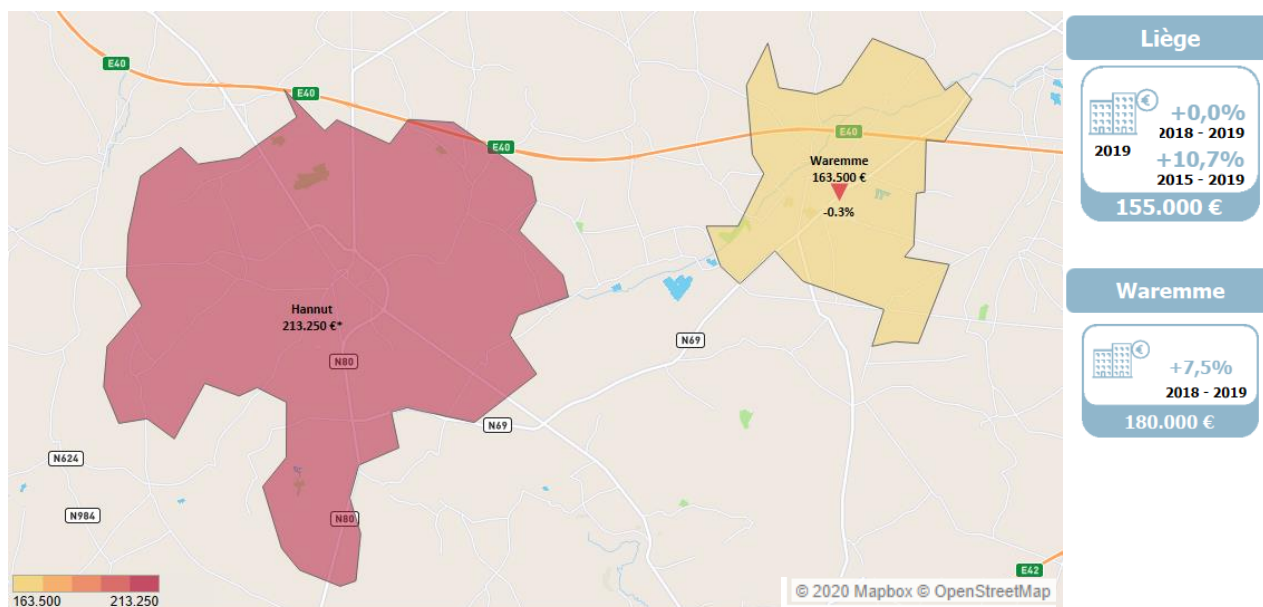 E40
E40
E40
E40
Waremme
163.500 €
-0.3%
Hannut
213.250 €*
N80
N69
N69
N624
N984
N80
E42
163.500 213.250
© 2020 Mapbox © OpenStreetMap
Liège
€
+0,0%
2018 - 2019
2019
+10,7%
2015 - 2019
155.000 €
Waremme
€
+7,5%
2018 - 2019
180.000 €